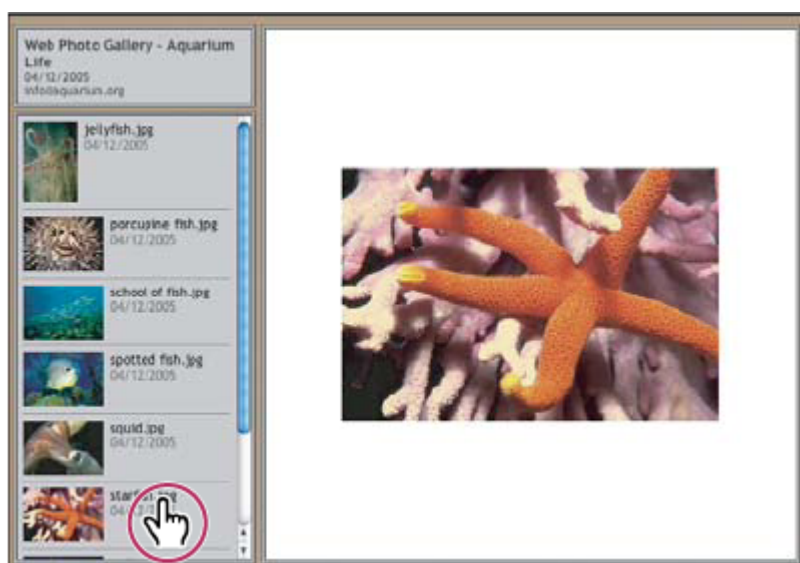 Web Photo Gallery - Aquarium
Life
04/12/2005
info@aquarium.org
jellyfish.jpg
04/12/2005
porcupine fish.jpg
04/12/2005
school of fish.jpg
04/12/2005
spotted fish.jpg
04/12/2005
squid.jpg
04/12/2005